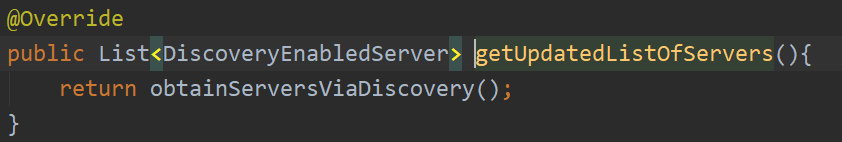 @Override
public List<DiscoveryEnabledServer> getUpdatedListOfServers(){
    return obtainServersViaDiscovery();
}